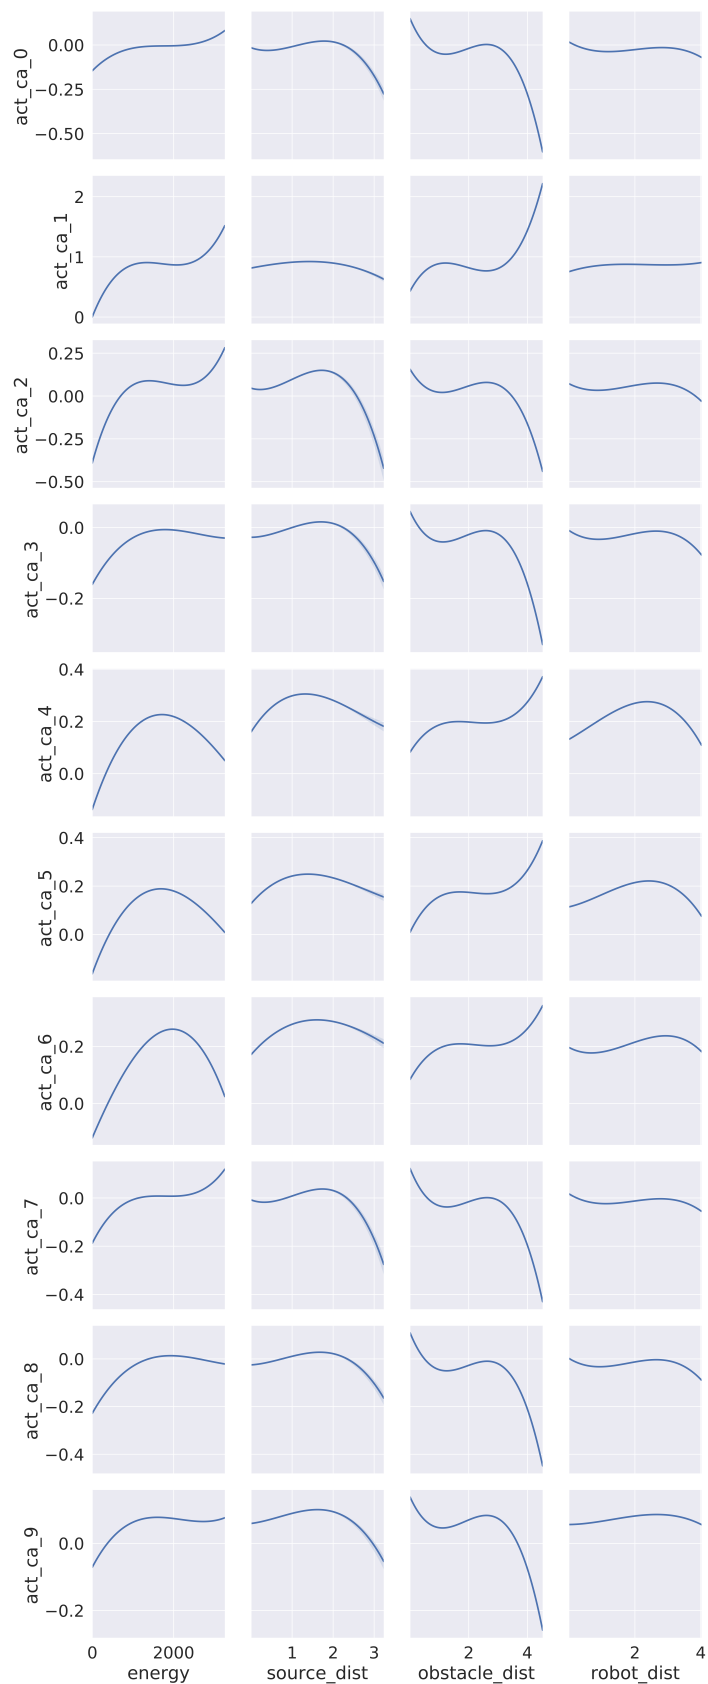 act_ca_0
0.00
−0.25
−0.50
act_ca_1
2
1
0
act_ca_2
0.25
0.00
−0.25
−0.50
act_ca_3
0.0
−0.2
act_ca_4
0.4
0.2
0.0
act_ca_5
0.4
0.2
0.0
act_ca_6
0.2
0.0
act_ca_7
0.0
−0.2
−0.4
act_ca_8
0.0
−0.2
−0.4
act_ca_9
0.0
−0.2
0 2000 1 2 3 2 4 2 4
energy source_dist obstacle_dist robot_dist